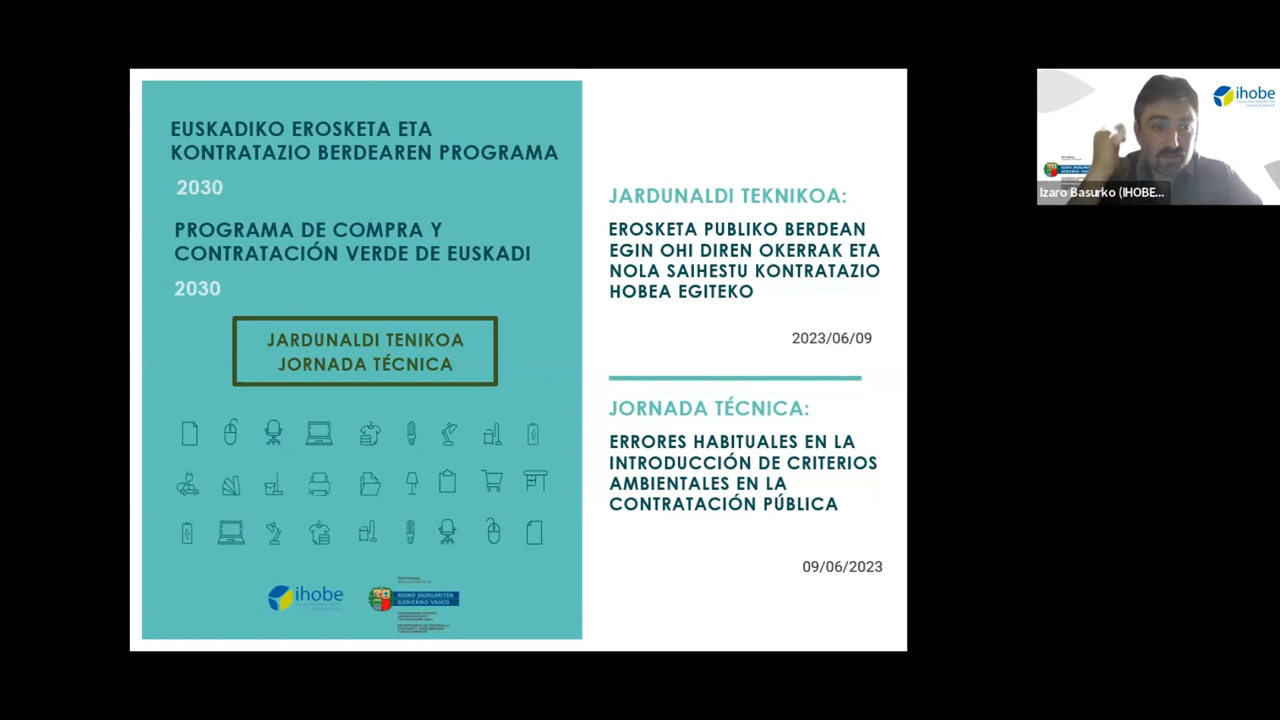 EUSKADIKO EROSKETA ETA
KONTRATAZIO BERDEAREN PROGRAMA
2030
PROGRAMA DE COMPRA Y
CONTRATACIÓN VERDE DE EUSKADI
2030
JARDUNALDI TENIKOA
JORNADA TÉCNICA
ihobe
EUSKO JAURLARITZA
GOBIERNO VASCO
JARDUNALDI TEKNIKOA:
EROSKETA PUBLIKO BERDEAN
EGIN OHI DIREN OKERRAK ETA
NOLA SAIHESTU KONTRATAZIO
HOBEA EGITEKO
2023/06/09
JORNADA TÉCNICA:
ERRORES HABITUALES EN LA
INTRODUCCIÓN DE CRITERIOS
AMBIENTALES EN LA
CONTRATACIÓN PÚBLICA
09/06/2023
ihobe
Izaro Basurko (IHOBE...